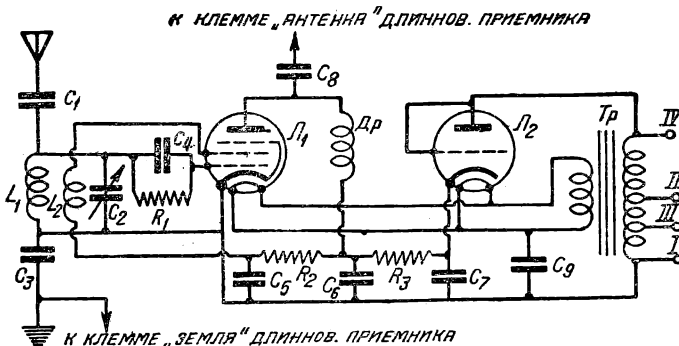 К КЛЕММЕ „АНТЕННА" ДЛИННОВ. ПРИЕМНИКА
C8
C1
C4
Л1
Др
Л2
Тр
IV
L1
L2
C2
R1
II
III
I
C3
C5
R2
C6
R3
C7
C9
К КЛЕММЕ „ЗЕМЛЯ" ДЛИННОВ. ПРИЕМНИКА